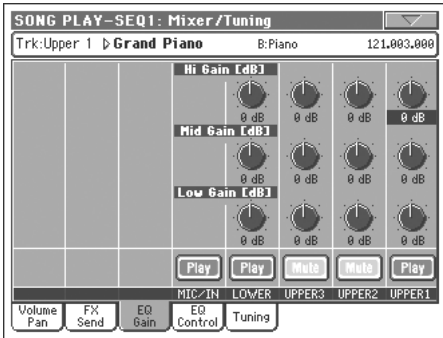 SONG PLAY-SEQ1: Mixer/Tuning
Trk:Upper 1 ▷Grand Piano B:Piano 121.003.000
Hi Gain [dB]
0 dB 0 dB 0 dB 0 dB
Mid Gain [dB]
0 dB 0 dB 0 dB 0 dB
Low Gain [dB]
0 dB 0 dB 0 dB 0 dB
Play Play Mute Mute Play
MIC/IN LOWER UPPER3 UPPER2 UPPER1
Volume Pan FX Send EQ Gain EQ Control Tuning